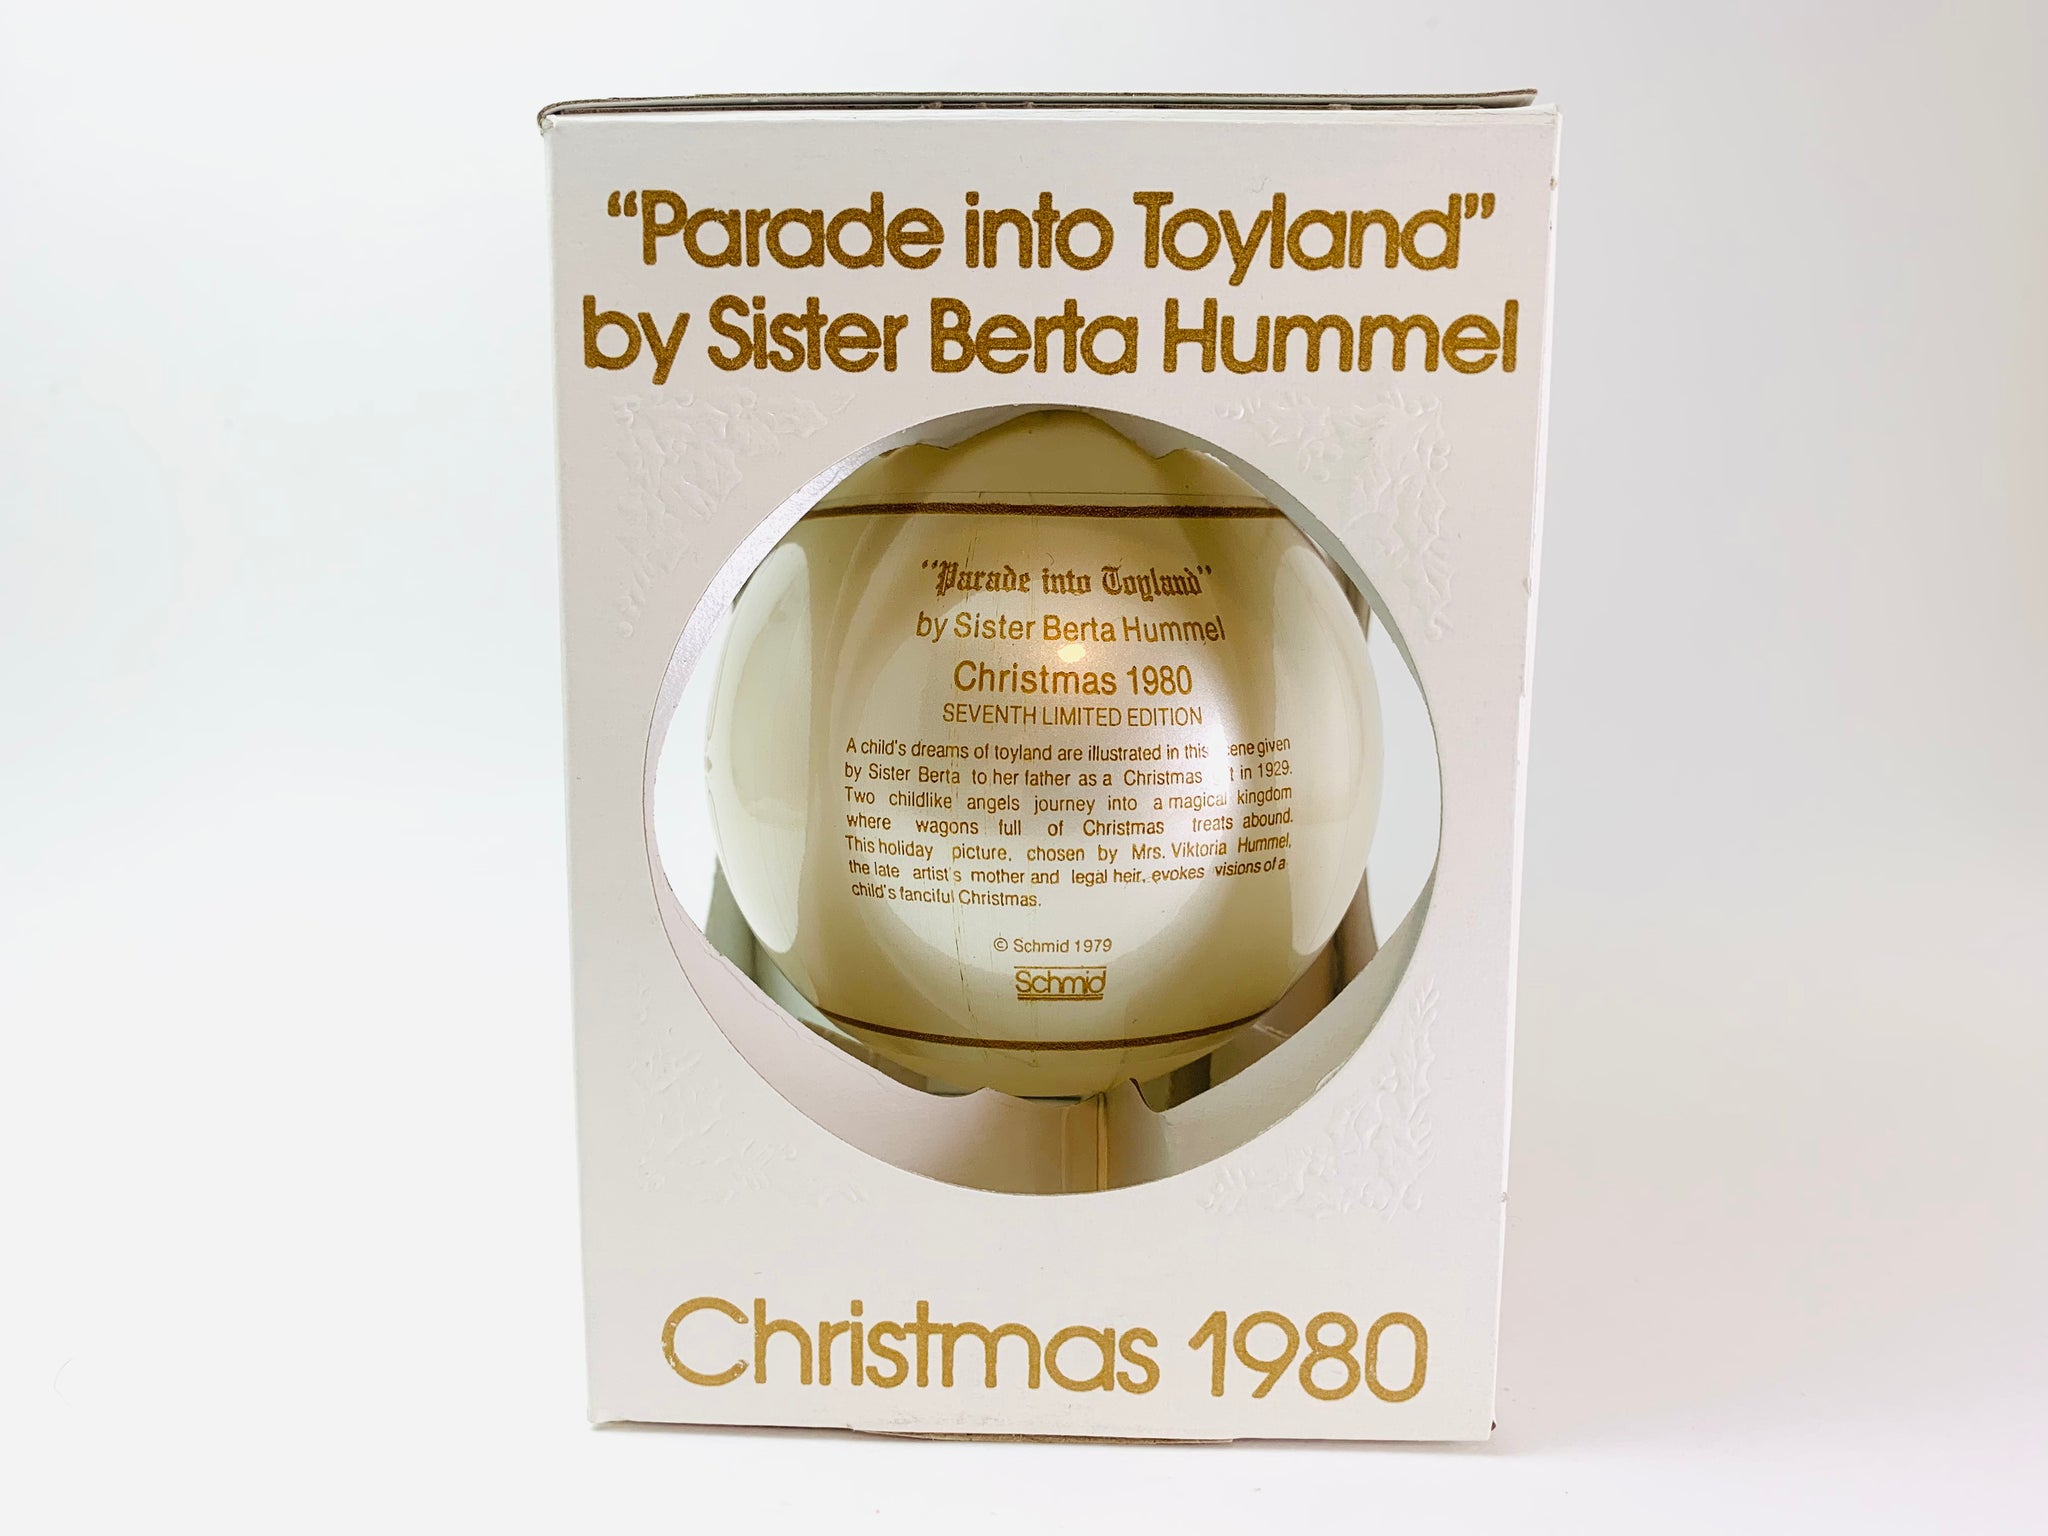 “Parade into Toyland”
by Sister Berta Hummel
“Parade into Toyland”
by Sister Berta Hummel
Christmas 1980
SEVENTH LIMITED EDITION
A child's dreams of toyland are illustrated in this ene given
by Sister Berta to her father as a Christmas t in 1929.
Two childlike angels journey into a magical kingdom
where wagons full of Christmas treats abound.
This holiday picture, chosen by Mrs. Viktoria Hummel,
the late artist's mother and legal heir, evokes visions of a
child's fanciful Christmas.
© Schmid 1979
Schmid
Christmas 1980